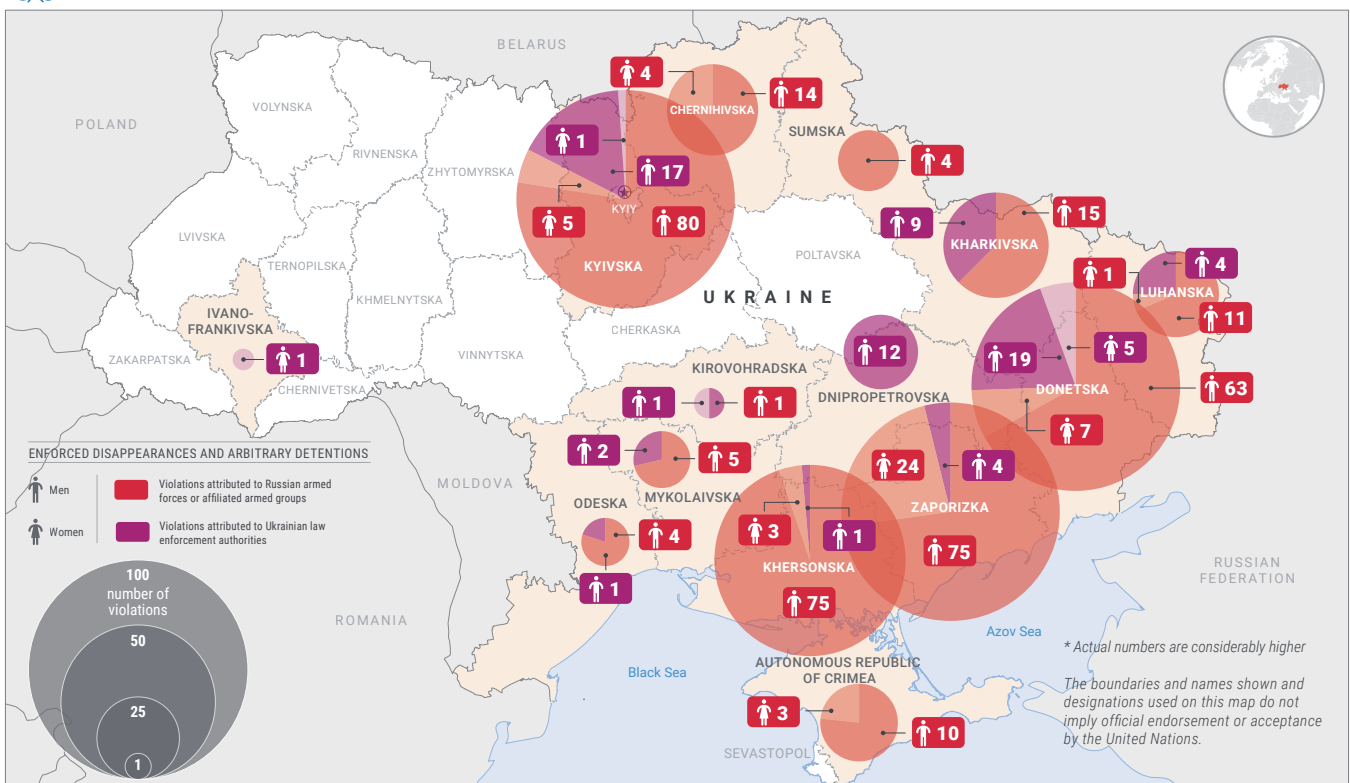 BELARUS
POLAND
VOLYNSKA
RIVNENSKA
ZHYTOMYRSKA
4
CHERNIHIVSKA
14
SUMSKA
4
1
17
KYIV
5
80
KYIVSKA
9
15
KHARKIVSKA
LVIVSKA
TERNOPILSKA
KHMELNYTSKA
POLTAVSKA
UKRAINE
CHERKASKA
VINNYTSKA
IVANO-
FRANKIVSKA
1
ZAKARPATSKA
CHERNIVETSKA
1
4
LUHANSKA
11
12
DNIPROPETROVSKA
19
5
DONETSKA
63
7
KIROVOHRADSKA
1
1
2
5
MYKOLAIVSKA
ODESKA
4
1
24
4
ZAPORIZKA
75
3
1
KHERSONSKA
75
MOLDOVA
ROMANIA
RUSSIAN
FEDERATION
Azov Sea
Black Sea
AUTONOMOUS REPUBLIC
OF CRIMEA
3
10
SEVASTOPOL
ENFORCED DISAPPEARANCES AND ARBITRARY DETENTIONS
Men
Violations attributed to Russian armed
forces or affiliated armed groups
Women
Violations attributed to Ukrainian law
enforcement authorities
100
number of
violations
50
25
1
* Actual numbers are considerably higher
The boundaries and names shown and
designations used on this map do not
imply official endorsement or acceptance
by the United Nations.